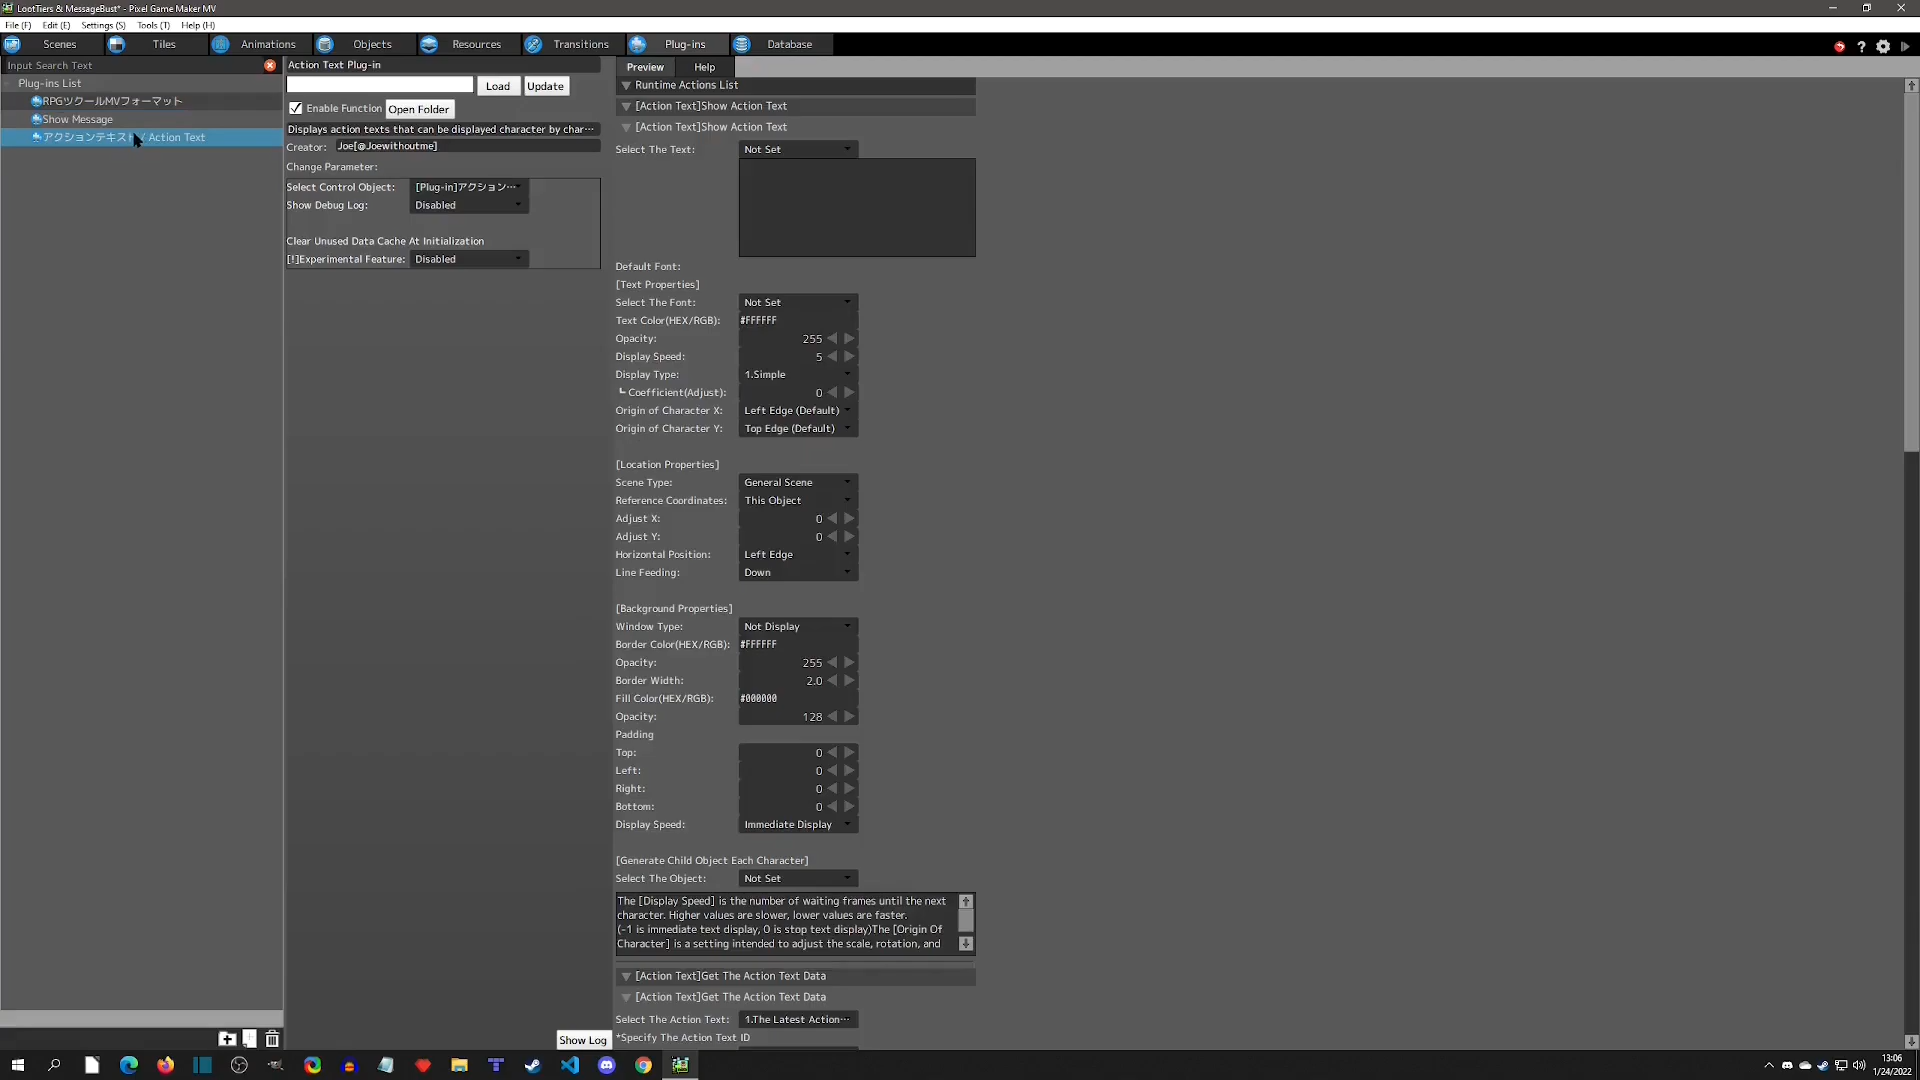 LootTiers & MessageBust* - Pixel Game Maker MV
File (F) Edit (E) Settings (S) Tools (T) Help (H)
Scenes Tiles Animations Objects Resources Transitions Plug-ins Database
Input Search Text
Plug-ins List
RPGツクールMVフォーマット
Show Message
アクションテキスト / Action Text
Action Text Plug-in
Load Update
Enable Function Open Folder
Displays action texts that can be displayed character by char···
Creator: Joe[@Joewithoutme]
Change Parameter:
Select Control Object: [Plug-in]アクション···
Show Debug Log: Disabled
Clear Unused Data Cache At Initialization
[!]Experimental Feature: Disabled
Show Log
Preview Help
Runtime Actions List
[Action Text]Show Action Text
[Action Text]Show Action Text
Select The Text: Not Set
Default Font:
[Text Properties]
Select The Font: Not Set
Text Color(HEX/RGB): #FFFFFF
Opacity: 255
Display Speed: 5
Display Type: 1.Simple
┗ Coefficient(Adjust): 0
Origin of Character X: Left Edge (Default)
Origin of Character Y: Top Edge (Default)
[Location Properties]
Scene Type: General Scene
Reference Coordinates: This Object
Adjust X: 0
Adjust Y: 0
Horizontal Position: Left Edge
Line Feeding: Down
[Background Properties]
Window Type: Not Display
Border Color(HEX/RGB): #FFFFFF
Opacity: 255
Border Width: 2.0
Fill Color(HEX/RGB): #000000
Opacity: 128
Padding
Top: 0
Left: 0
Right: 0
Bottom: 0
Display Speed: Immediate Display
[Generate Child Object Each Character]
Select The Object: Not Set
The [Display Speed] is the number of waiting frames until the next
character. Higher values are slower, lower values are faster.
(-1 is immediate text display, 0 is stop text display)The [Origin Of
Character] is a setting intended to adjust the scale, rotation, and
[Action Text]Get The Action Text Data
[Action Text]Get The Action Text Data
Select The Action Text: 1.The Latest Action···
*Specify The Action Text ID
13:06
1/24/2022